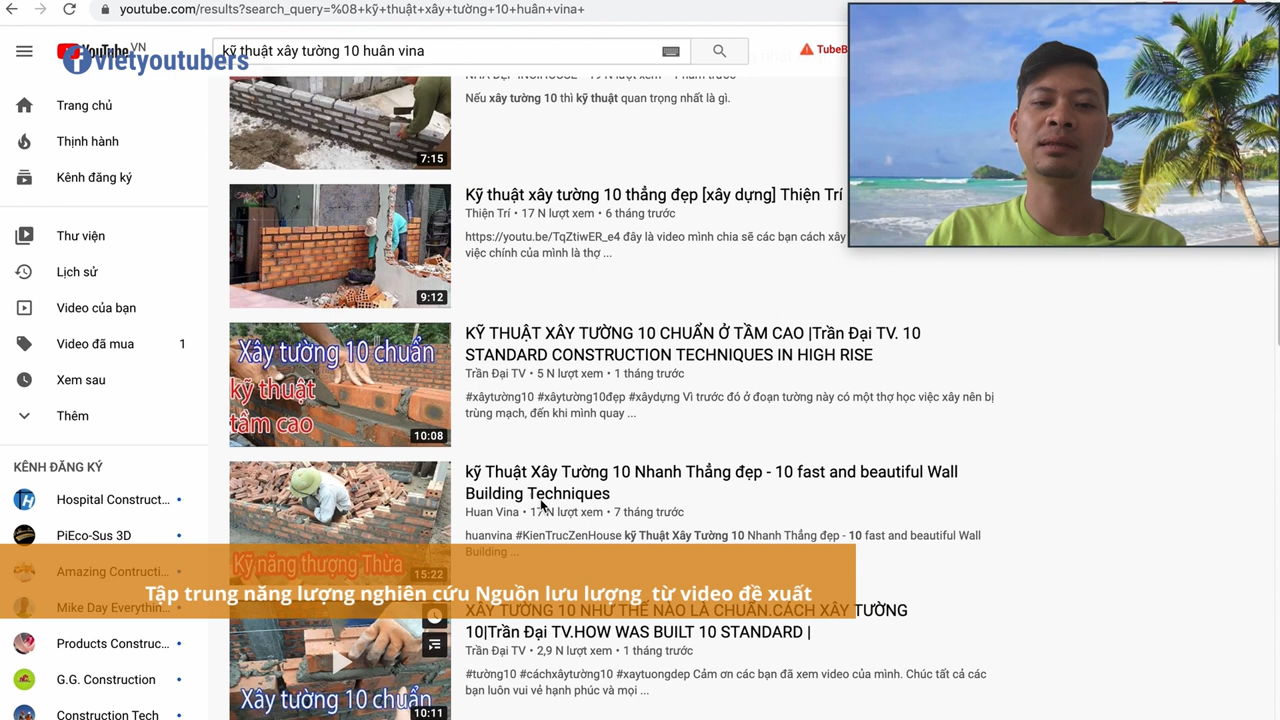 youtube.com/results?search_query=%08+kỹ+thuật+xây+tường+10+huân+vina+
YouTube VN
vietyoutubers
kỹ thuật xây tường 10 huân vina
TubeB
Trang chủ
Thịnh hành
Kênh đăng ký
Thư viện
Lịch sử
Video của bạn
Video đã mua 1
Xem sau
Thêm
KÊNH ĐĂNG KÝ
Hospital Construct...
PiEco-Sus 3D
Amazing Contructi...
Mike Day Everythin...
Products Construc...
G.G. Construction
Construction Tech
Nếu xây tường 10 thì kỹ thuật quan trọng nhất là gì.
7:15
Kỹ thuật xây tường 10 thẳng đẹp [xây dựng] Thiện Trí
Thiện Trí • 17 N lượt xem • 6 tháng trước
https://youtu.be/TqZtiwER_e4 đây là video mình chia sẽ các bạn cách xây
việc chính của mình là thợ ...
9:12
Xây tường 10 chuẩn
kỹ thuật
tầm cao
10:08
KỸ THUẬT XÂY TƯỜNG 10 CHUẨN Ở TẦM CAO |Trần Đại TV. 10
STANDARD CONSTRUCTION TECHNIQUES IN HIGH RISE
Trần Đại TV • 5 N lượt xem • 1 tháng trước
#xâytường10 #xâytường10đẹp #xâydựng Vì trước đó ở đoạn tường này có một thợ học việc xây nên bị
trùng mạch, đến khi mình quay ...
kỹ Thuật Xây Tường 10 Nhanh Thẳng đẹp - 10 fast and beautiful Wall
Building Techniques
Huan Vina • 17 N lượt xem • 7 tháng trước
huanvina #KienTrucZenHouse kỹ Thuật Xây Tường 10 Nhanh Thẳng đẹp - 10 fast and beautiful Wall
Building ...
Kỹ năng thượng Thừa
15:22
Tập trung năng lượng nghiên cứu Nguồn lưu lượng từ video đề xuất
XÂY TƯỜNG 10 NHƯ THẾ NÀO LÀ CHUẨN.CÁCH XÂY TƯỜNG
10|Trần Đại TV.HOW WAS BUILT 10 STANDARD |
Trần Đại TV • 2,9 N lượt xem • 1 tháng trước
#tường10 #cáchxâytường10 #xaytuongdep Cảm ơn các bạn đã xem video của mình. Chúc tất cả các
bạn luôn vui vẻ hạnh phúc và mọi ...
Xây tường 10 chuẩn
10:11